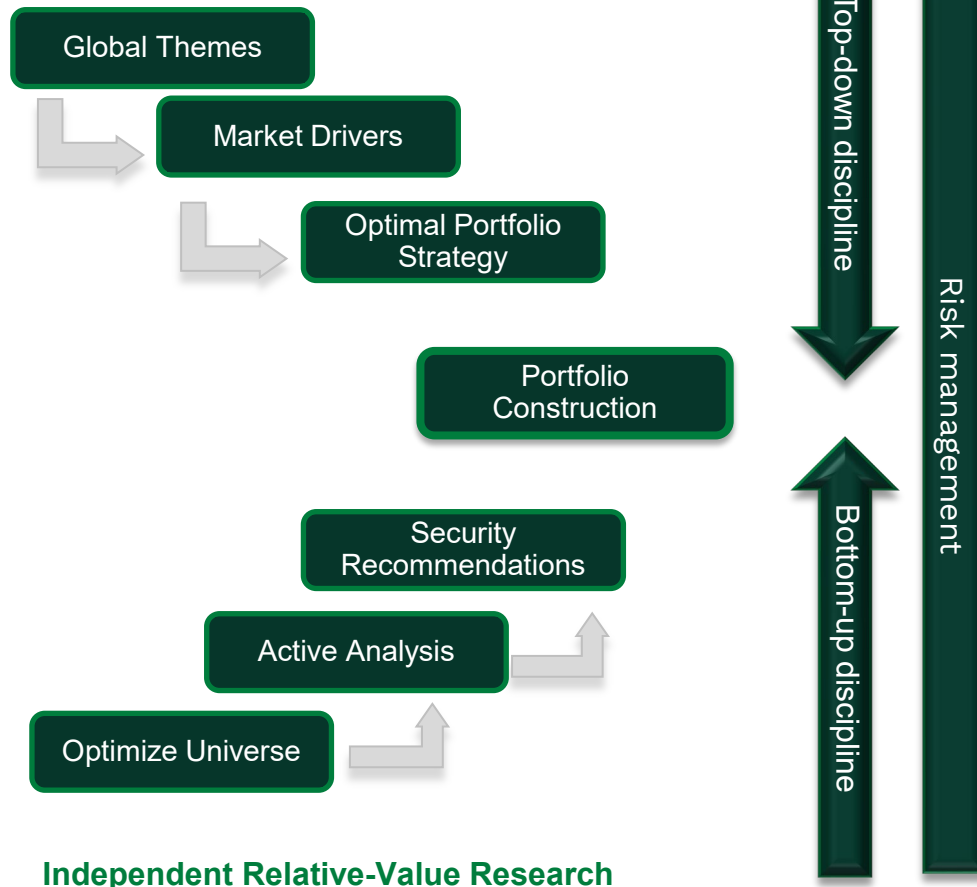 Global Themes
Market Drivers
Optimal Portfolio
Strategy
Portfolio
Construction
Security
Recommendations
Active Analysis
Optimize Universe
Independent Relative-Value Research
Top-down discipline
Bottom-up discipline
Risk management